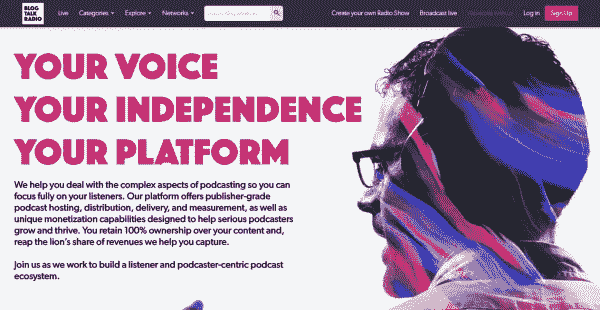 BLOG
TALK
RADIO
Live Categories Explore Networks Create your own Radio Show Broadcast live Log in Sign Up
YOUR VOICE
YOUR INDEPENDENCE
YOUR PLATFORM
We help you deal with the complex aspects of podcasting so you can
focus fully on your listeners. Our platform offers publisher-grade
podcast hosting, distribution, delivery, and measurement, as well as
unique monetization capabilities designed to help serious podcasters
grow and thrive. You retain 100% ownership over your content and,
reap the lion's share of revenues we help you capture.
Join us as we work to build a listener and podcaster-centric podcast
ecosystem.